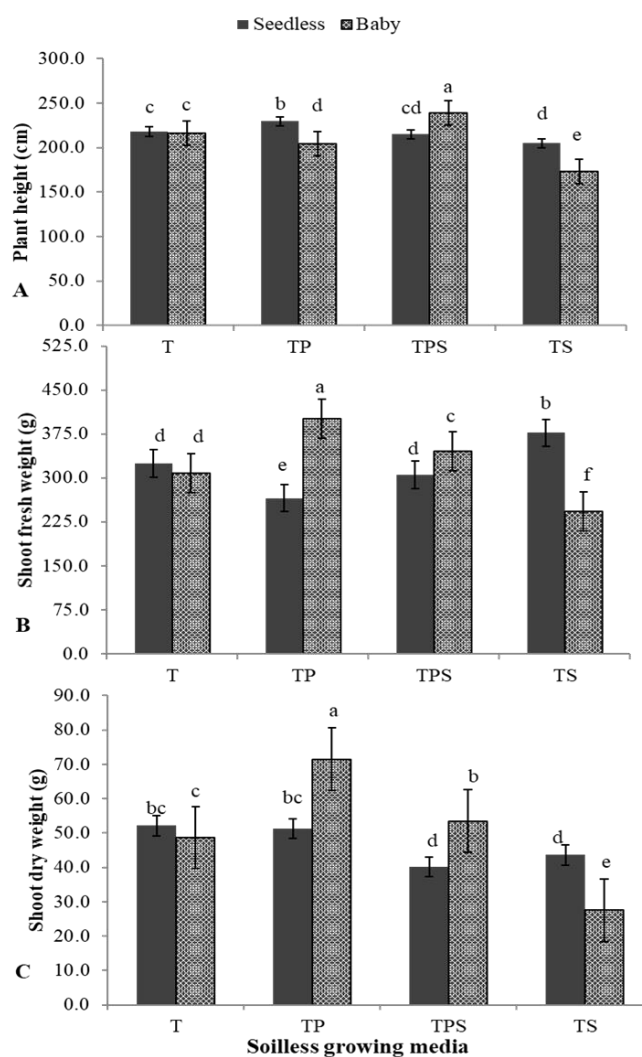 Seedless Baby
300.0
250.0
200.0
150.0
100.0
50.0
0.0
Plant height (cm)
A
c c b d cd a d e
T TP TPS TS
525.0
450.0
375.0
300.0
225.0
150.0
75.0
0.0
Shoot fresh weight (g)
B
d d e a d c b f
T TP TPS TS
90.0
80.0
70.0
60.0
50.0
40.0
30.0
20.0
10.0
0.0
Shoot dry weight (g)
C
bc c bc a d b d e
T TP TPS TS
Soilless growing media